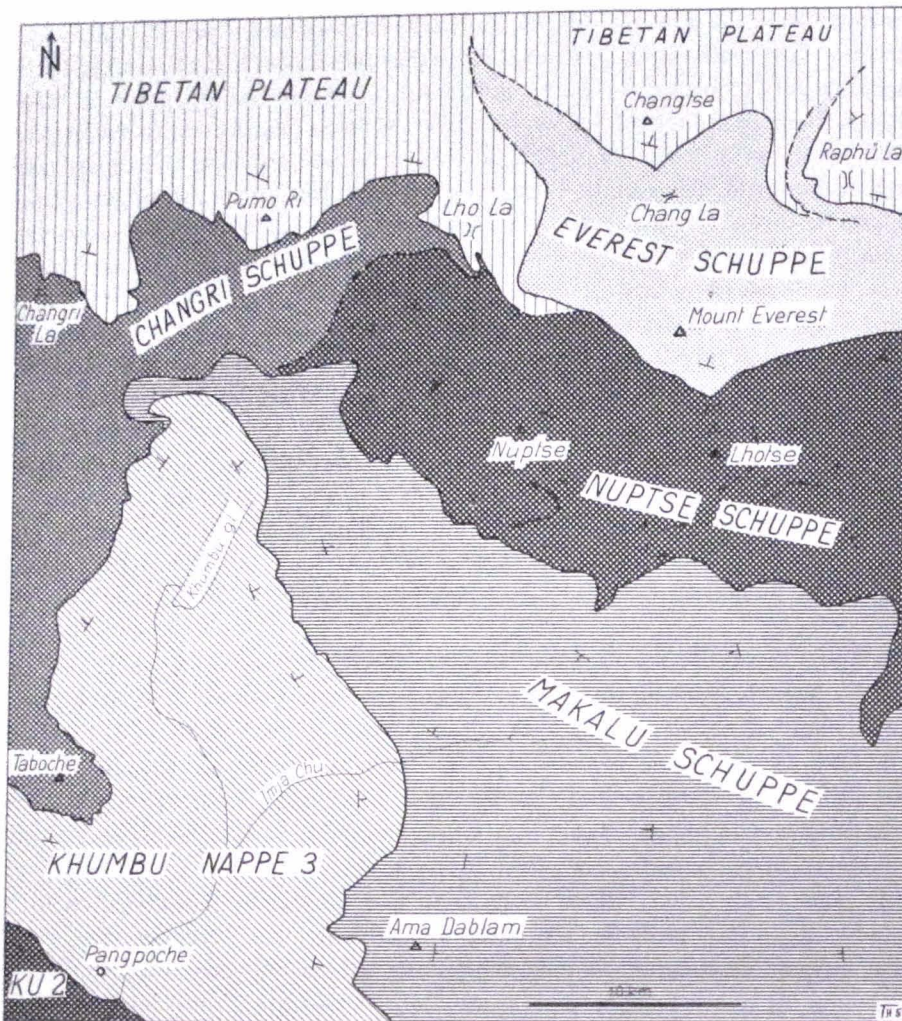 N
TIBETAN PLATEAU
TIBETAN PLATEAU
Changtse
Raphü La
Pumo Ri
Lho La
Chang La
EVEREST SCHUPPE
CHANGRI SCHUPPE
Changri
La
Mount Everest
Nuptse
Lhotse
NUPTSE SCHUPPE
Khumbu gl.
MAKALU SCHUPPE
Taboche
Imja Chu
KHUMBU NAPPE 3
Ama Dablam
Pangpoche
KU 2
10 km